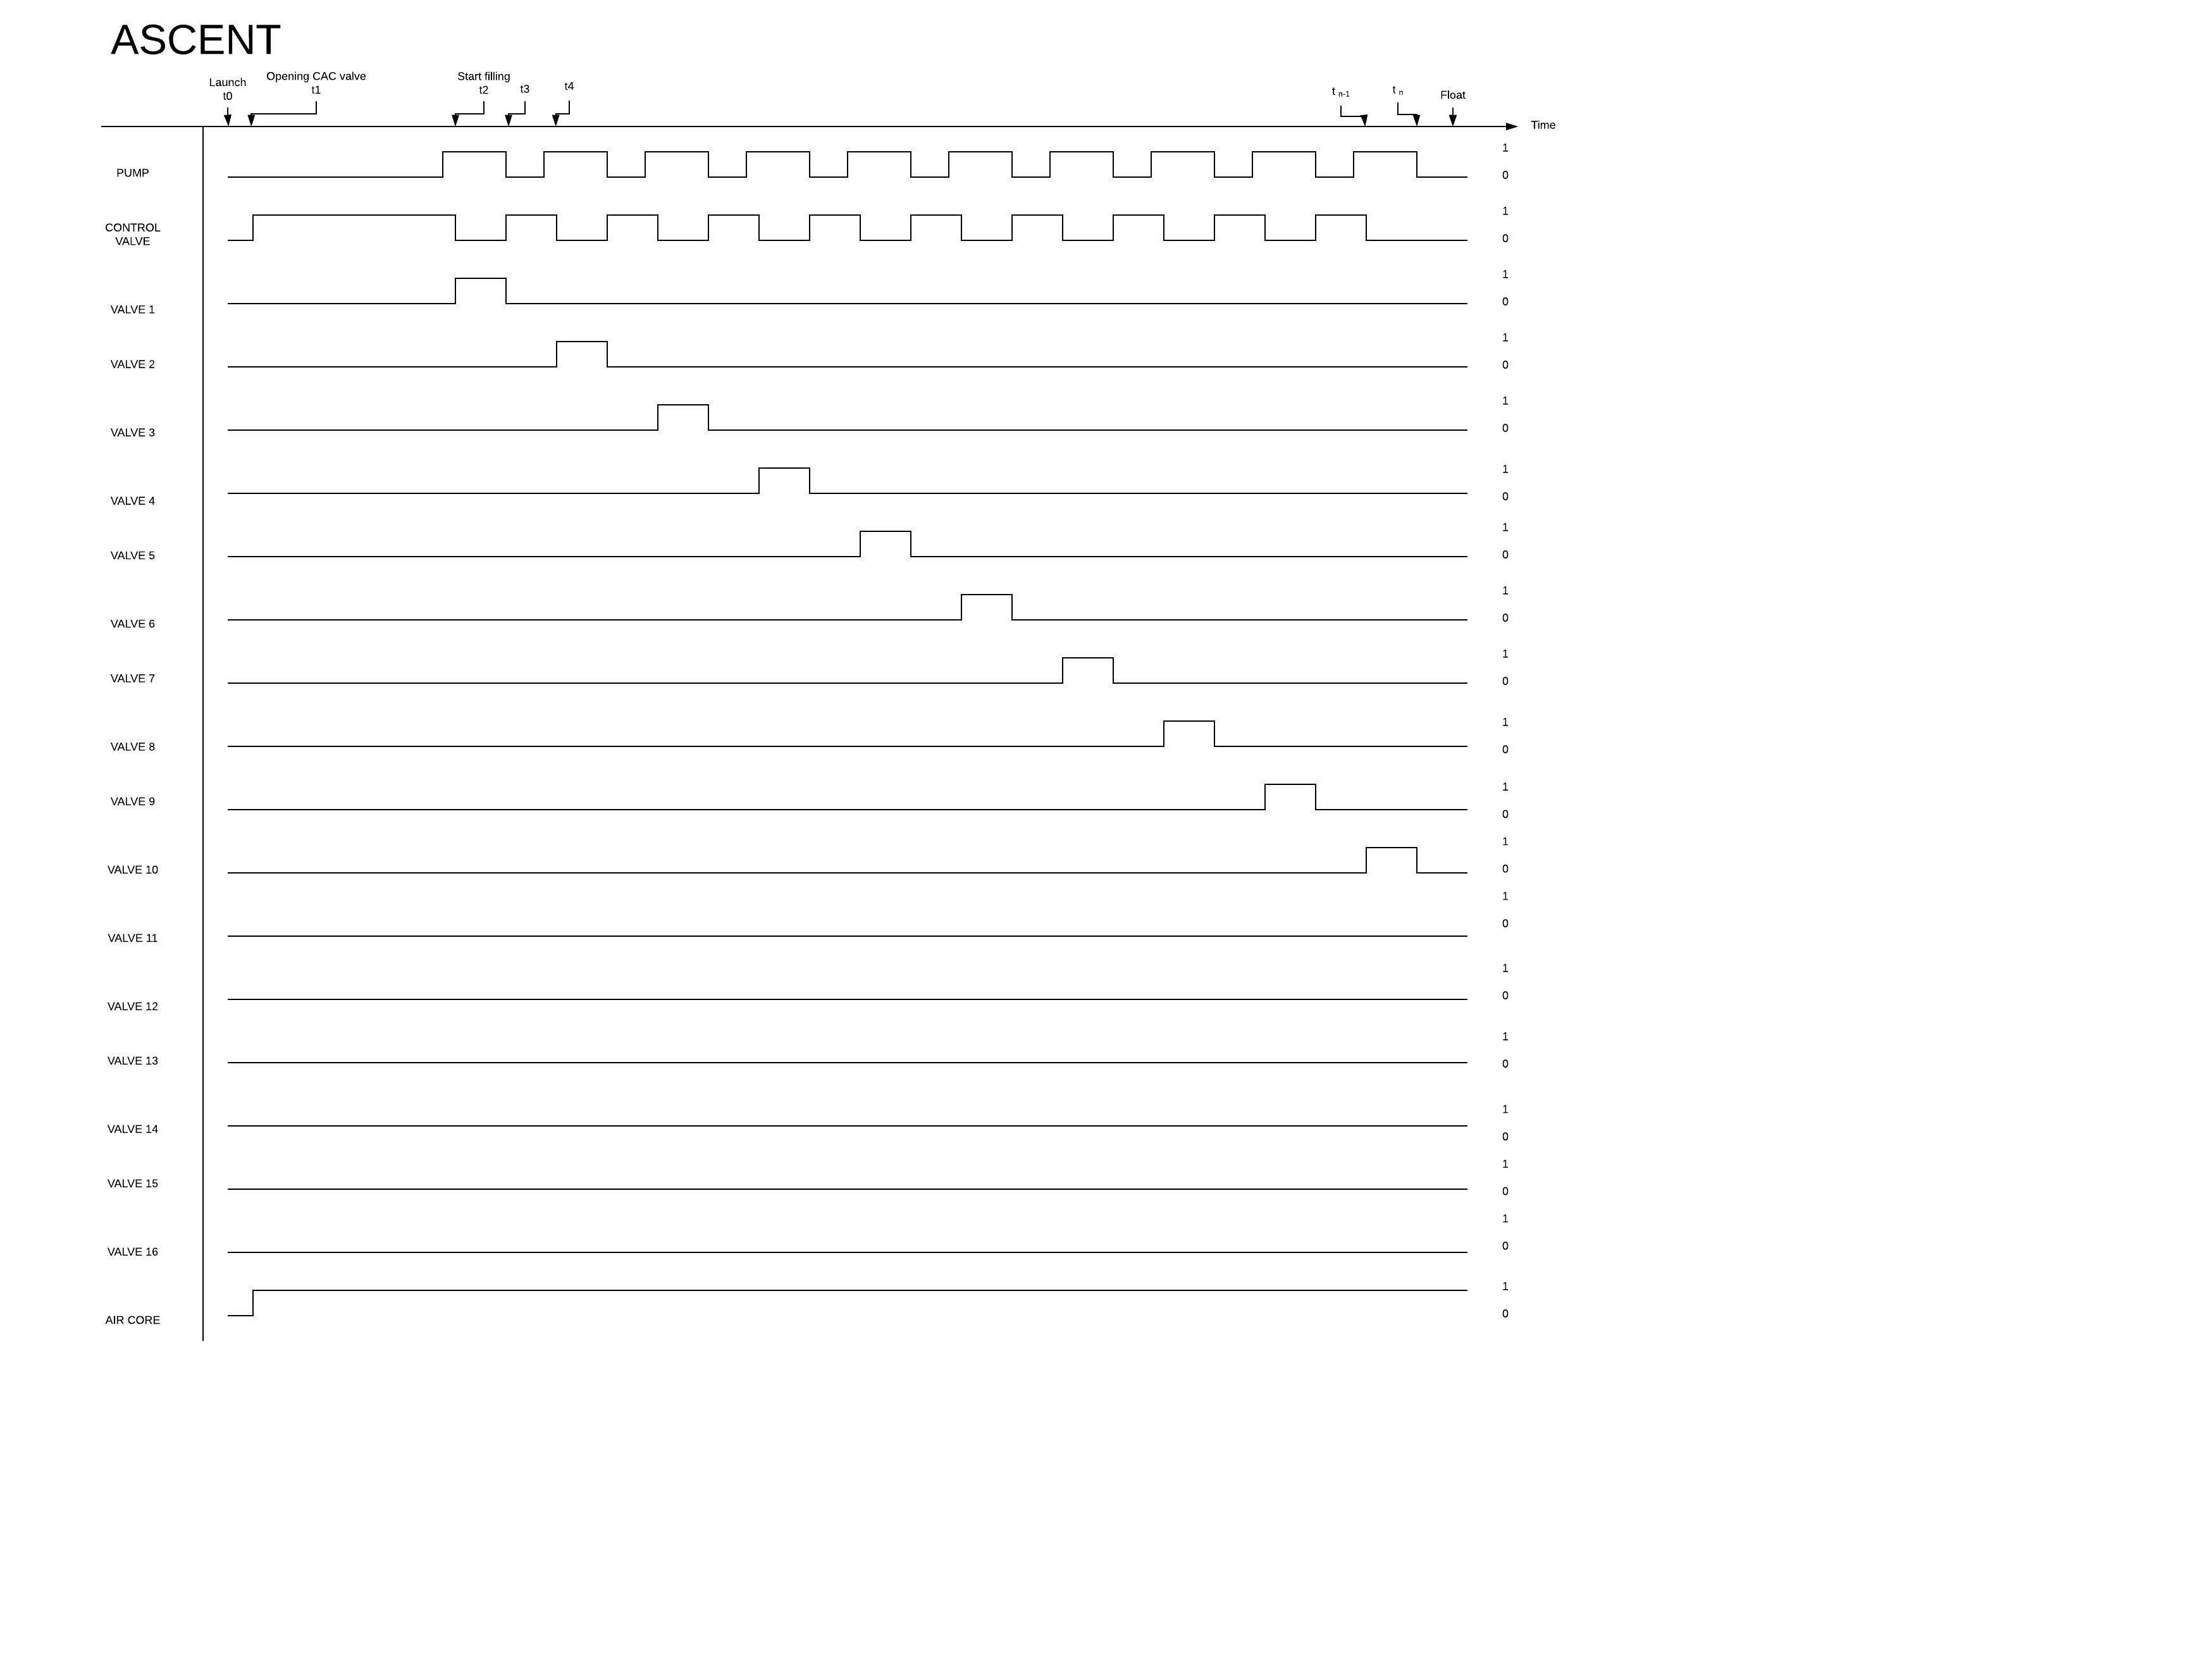 ASCENT
Launch
t0
Opening CAC valve
t1
Start filling
t2
t3
t4
t n-1
t n
Float
Time
PUMP
1
0
CONTROL
VALVE
1
0
VALVE 1
1
0
VALVE 2
1
0
VALVE 3
1
0
VALVE 4
1
0
VALVE 5
1
0
VALVE 6
1
0
VALVE 7
1
0
VALVE 8
1
0
VALVE 9
1
0
VALVE 10
1
0
VALVE 11
1
0
VALVE 12
1
0
VALVE 13
1
0
VALVE 14
1
0
VALVE 15
1
0
VALVE 16
1
0
AIR CORE
1
0